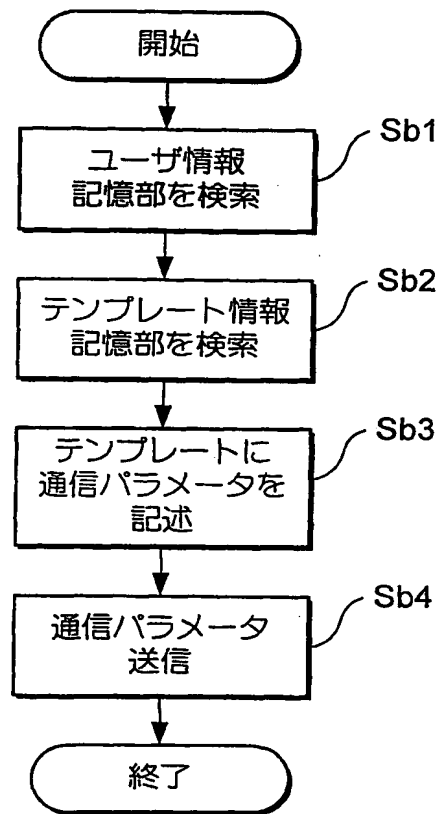 開始
Sb1
ユーザ情報
記憶部を検索
Sb2
テンプレート情報
記憶部を検索
Sb3
テンプレートに
通信パラメータを
記述
Sb4
通信パラメータ
送信
終了